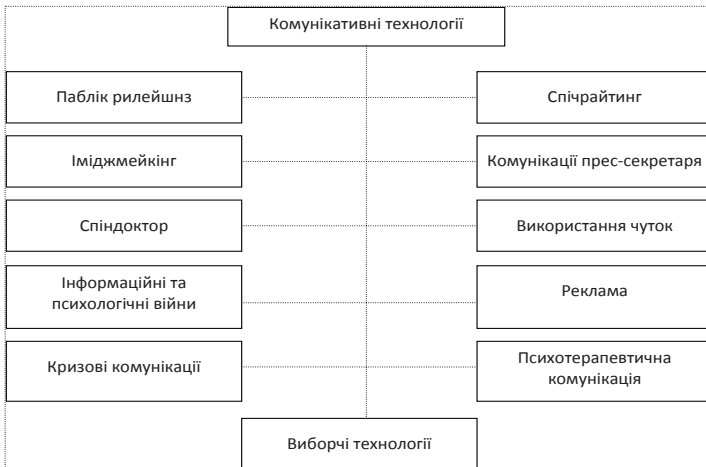 Комунікативні технології
Паблік рилейшнз
Спічрайтинг
Іміджмейкінг
Комунікації прес-секретаря
Спіндоктор
Використання чуток
Інформаційні та
психологічні війни
Реклама
Кризові комунікації
Психотерапевтична
комунікація
Виборчі технології